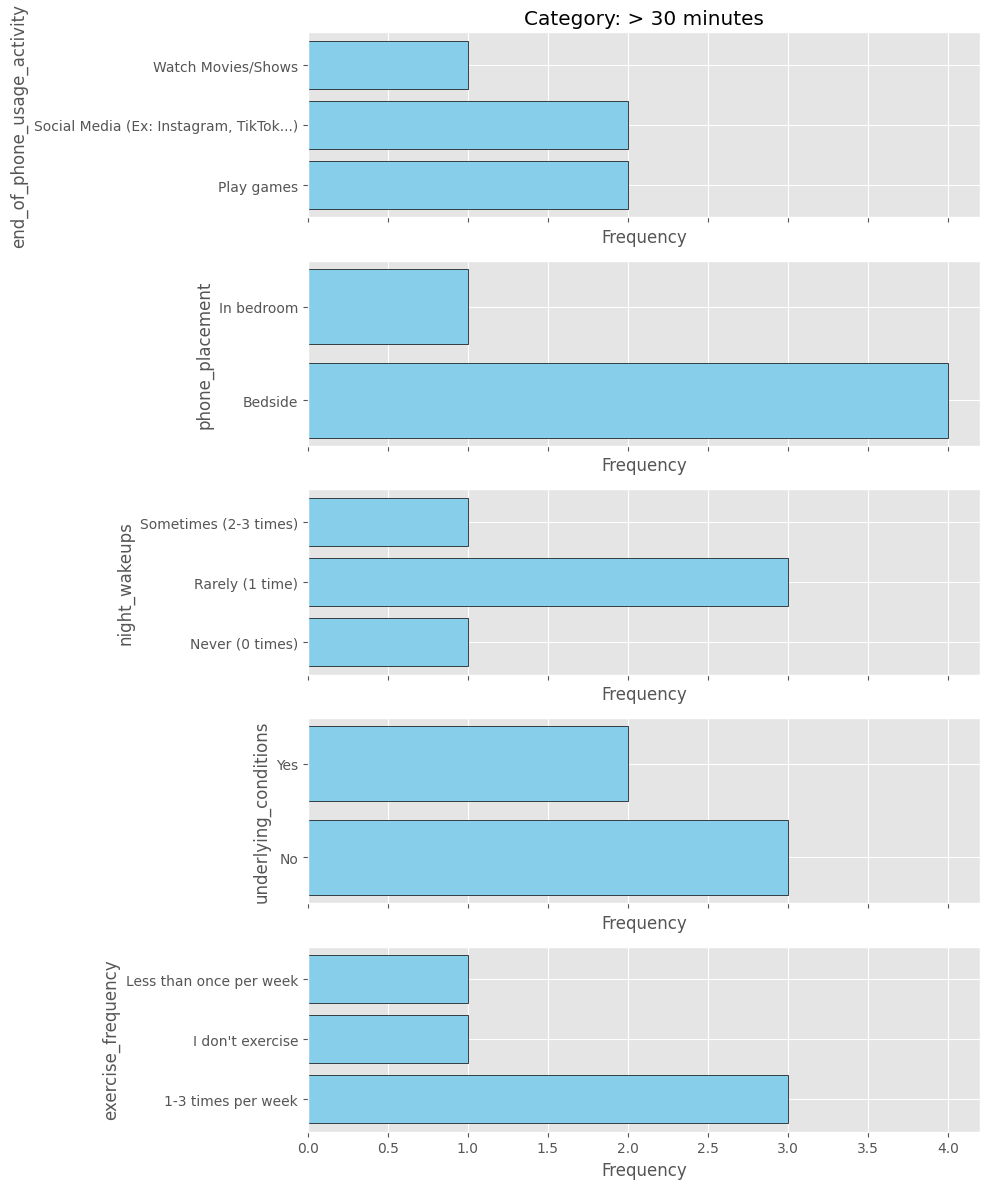 Category: > 30 minutes
end_of_phone_usage_activity
Watch Movies/Shows
Social Media (Ex: Instagram, TikTok...)
Play games
Frequency
phone_placement
In bedroom
Bedside
Frequency
night_wakeups
Sometimes (2-3 times)
Rarely (1 time)
Never (0 times)
Frequency
underlying_conditions
Yes
No
Frequency
exercise_frequency
Less than once per week
I don't exercise
1-3 times per week
0.0 0.5 1.0 1.5 2.0 2.5 3.0 3.5 4.0
Frequency